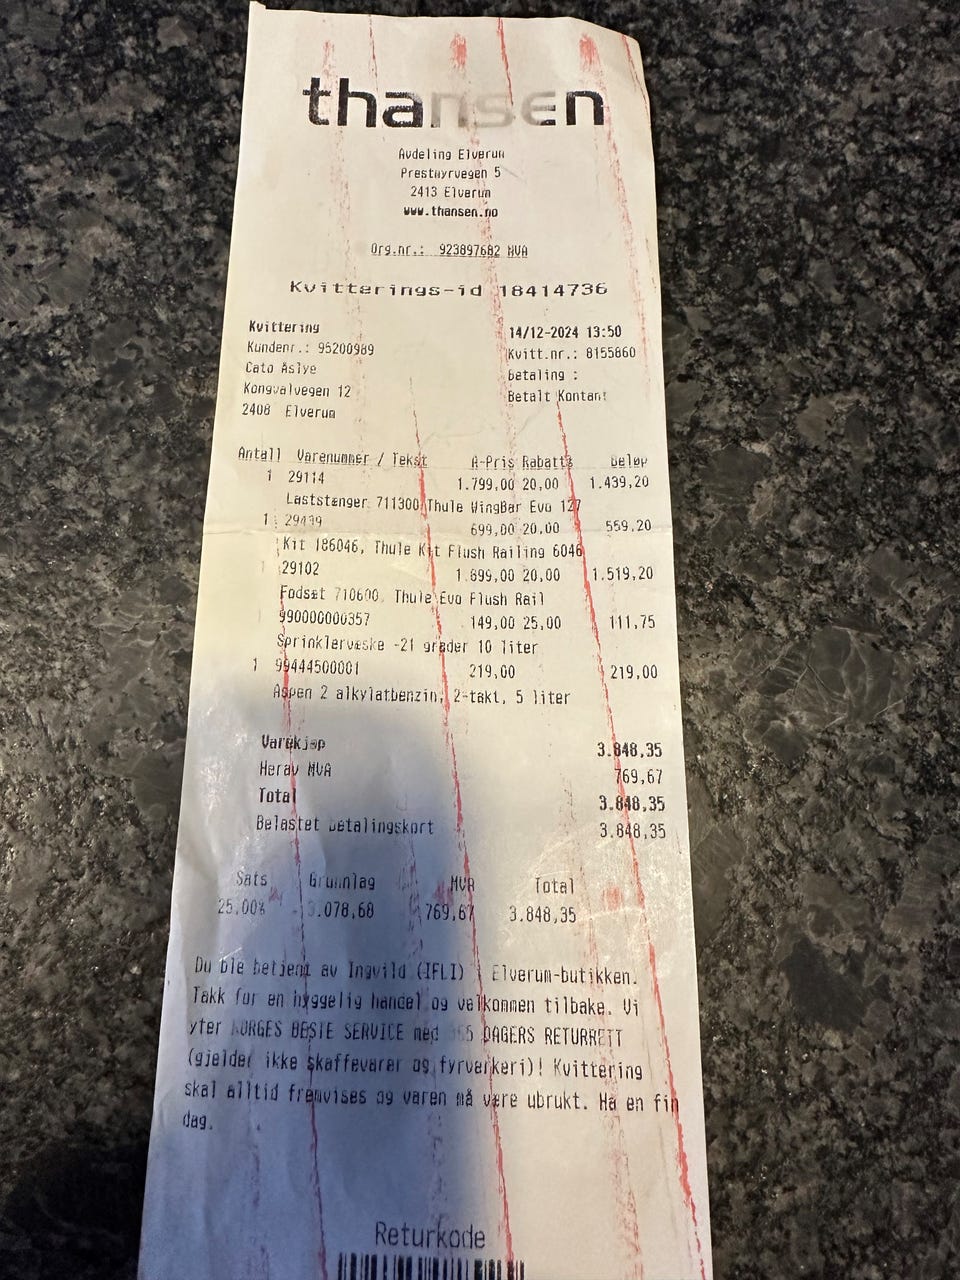 thansen
Avdeling Elverum
Prestmyrvegen 5
2413 Elverum
www.thansen.no
Org.nr.: 923897682 MVA
Kvitterings-id 18414736
Kvittering 14/12-2024 13:50
Kundenr.: 95200989 Kvitt.nr.: 8155860
Cato Åslye Betaling :
Kongvalvegen 12 Betalt Kontant
2408 Elverum
Antall Varenummer / Tekst A-Pris Rabatt% Beløp
1 29114 1.799,00 20,00 1.439,20
Laststænger 711300 Thule WingBar Evo 127
1 29439 699,00 20,00 559,20
Kit 186046, Thule Kit Flush Railing 6046
29102 1.899,00 20,00 1.519,20
Fodsæt 710600, Thule Evo Flush Rail
990000000357 149,00 25,00 111,75
Sprinklervæske -21 grader 10 liter
1 99444500001 219,00 219,00
Aspen 2 alkylatbenzin, 2-takt, 5 liter
Varekjøp 3.848,35
Herav MVA 769,67
Total 3.848,35
Belastet betalingskort 3.848,35
Sats Grunnlag MVA Total
25,00% 3.078,68 769,67 3.848,35
Du ble betjent av Ingvild (IFLI) i Elverum-butikken.
Takk for en hyggelig handel og velkommen tilbake. Vi
yter NORGES BESTE SERVICE med 365 DAGERS RETURRETT
(gjelder ikke skaffevarer og fyrverkeri)! Kvittering
skal alltid fremvises og varen må være ubrukt. Ha en fin
dag.
Returkode